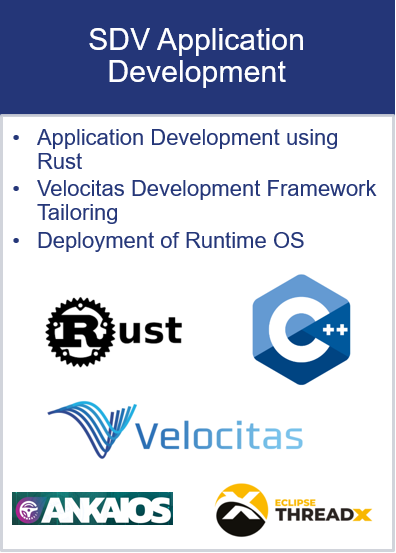 SDV Application
Development
• Application Development using
Rust
• Velocitas Development Framework
Tailoring
• Deployment of Runtime OS
Rust
C++
Velocitas
ANKAIOS
ECLIPSE
THREADX